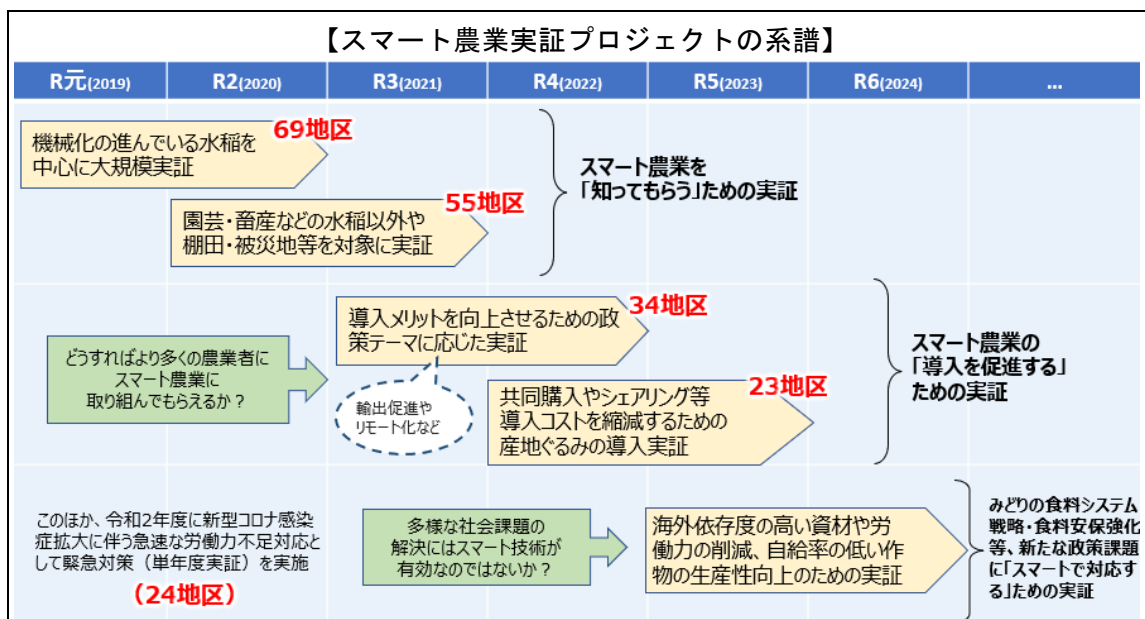 【スマート農業実証プロジェクトの系譜】
R元(2019)
R2(2020)
R3(2021)
R4(2022)
R5(2023)
R6(2024)
…
69地区
機械化の進んでいる水稲を
中心に大規模実証
55地区
園芸・畜産などの水稲以外や
棚田・被災地等を対象に実証
スマート農業を
「知ってもらう」ための実証
どうすればより多くの農業者に
スマート農業に
取り組んでもらえるか？
34地区
導入メリットを向上させるための政
策テーマに応じた実証
輸出促進や
リモート化など
23地区
共同購入やシェアリング等
導入コストを縮減するための
産地ぐるみの導入実証
スマート農業の
「導入を促進する」
ための実証
このほか、令和2年度に新型コロナ感染
症拡大に伴う急速な労働力不足対応と
して緊急対策（単年度実証）を実施
（24地区）
多様な社会課題の
解決にはスマート技術が
有効なのではないか？
海外依存度の高い資材や労
働力の削減、自給率の低い作
物の生産性向上のための実証
みどりの食料システム
戦略・食料安保強化
等、新たな政策課題
に「スマートで対応す
る」ための実証